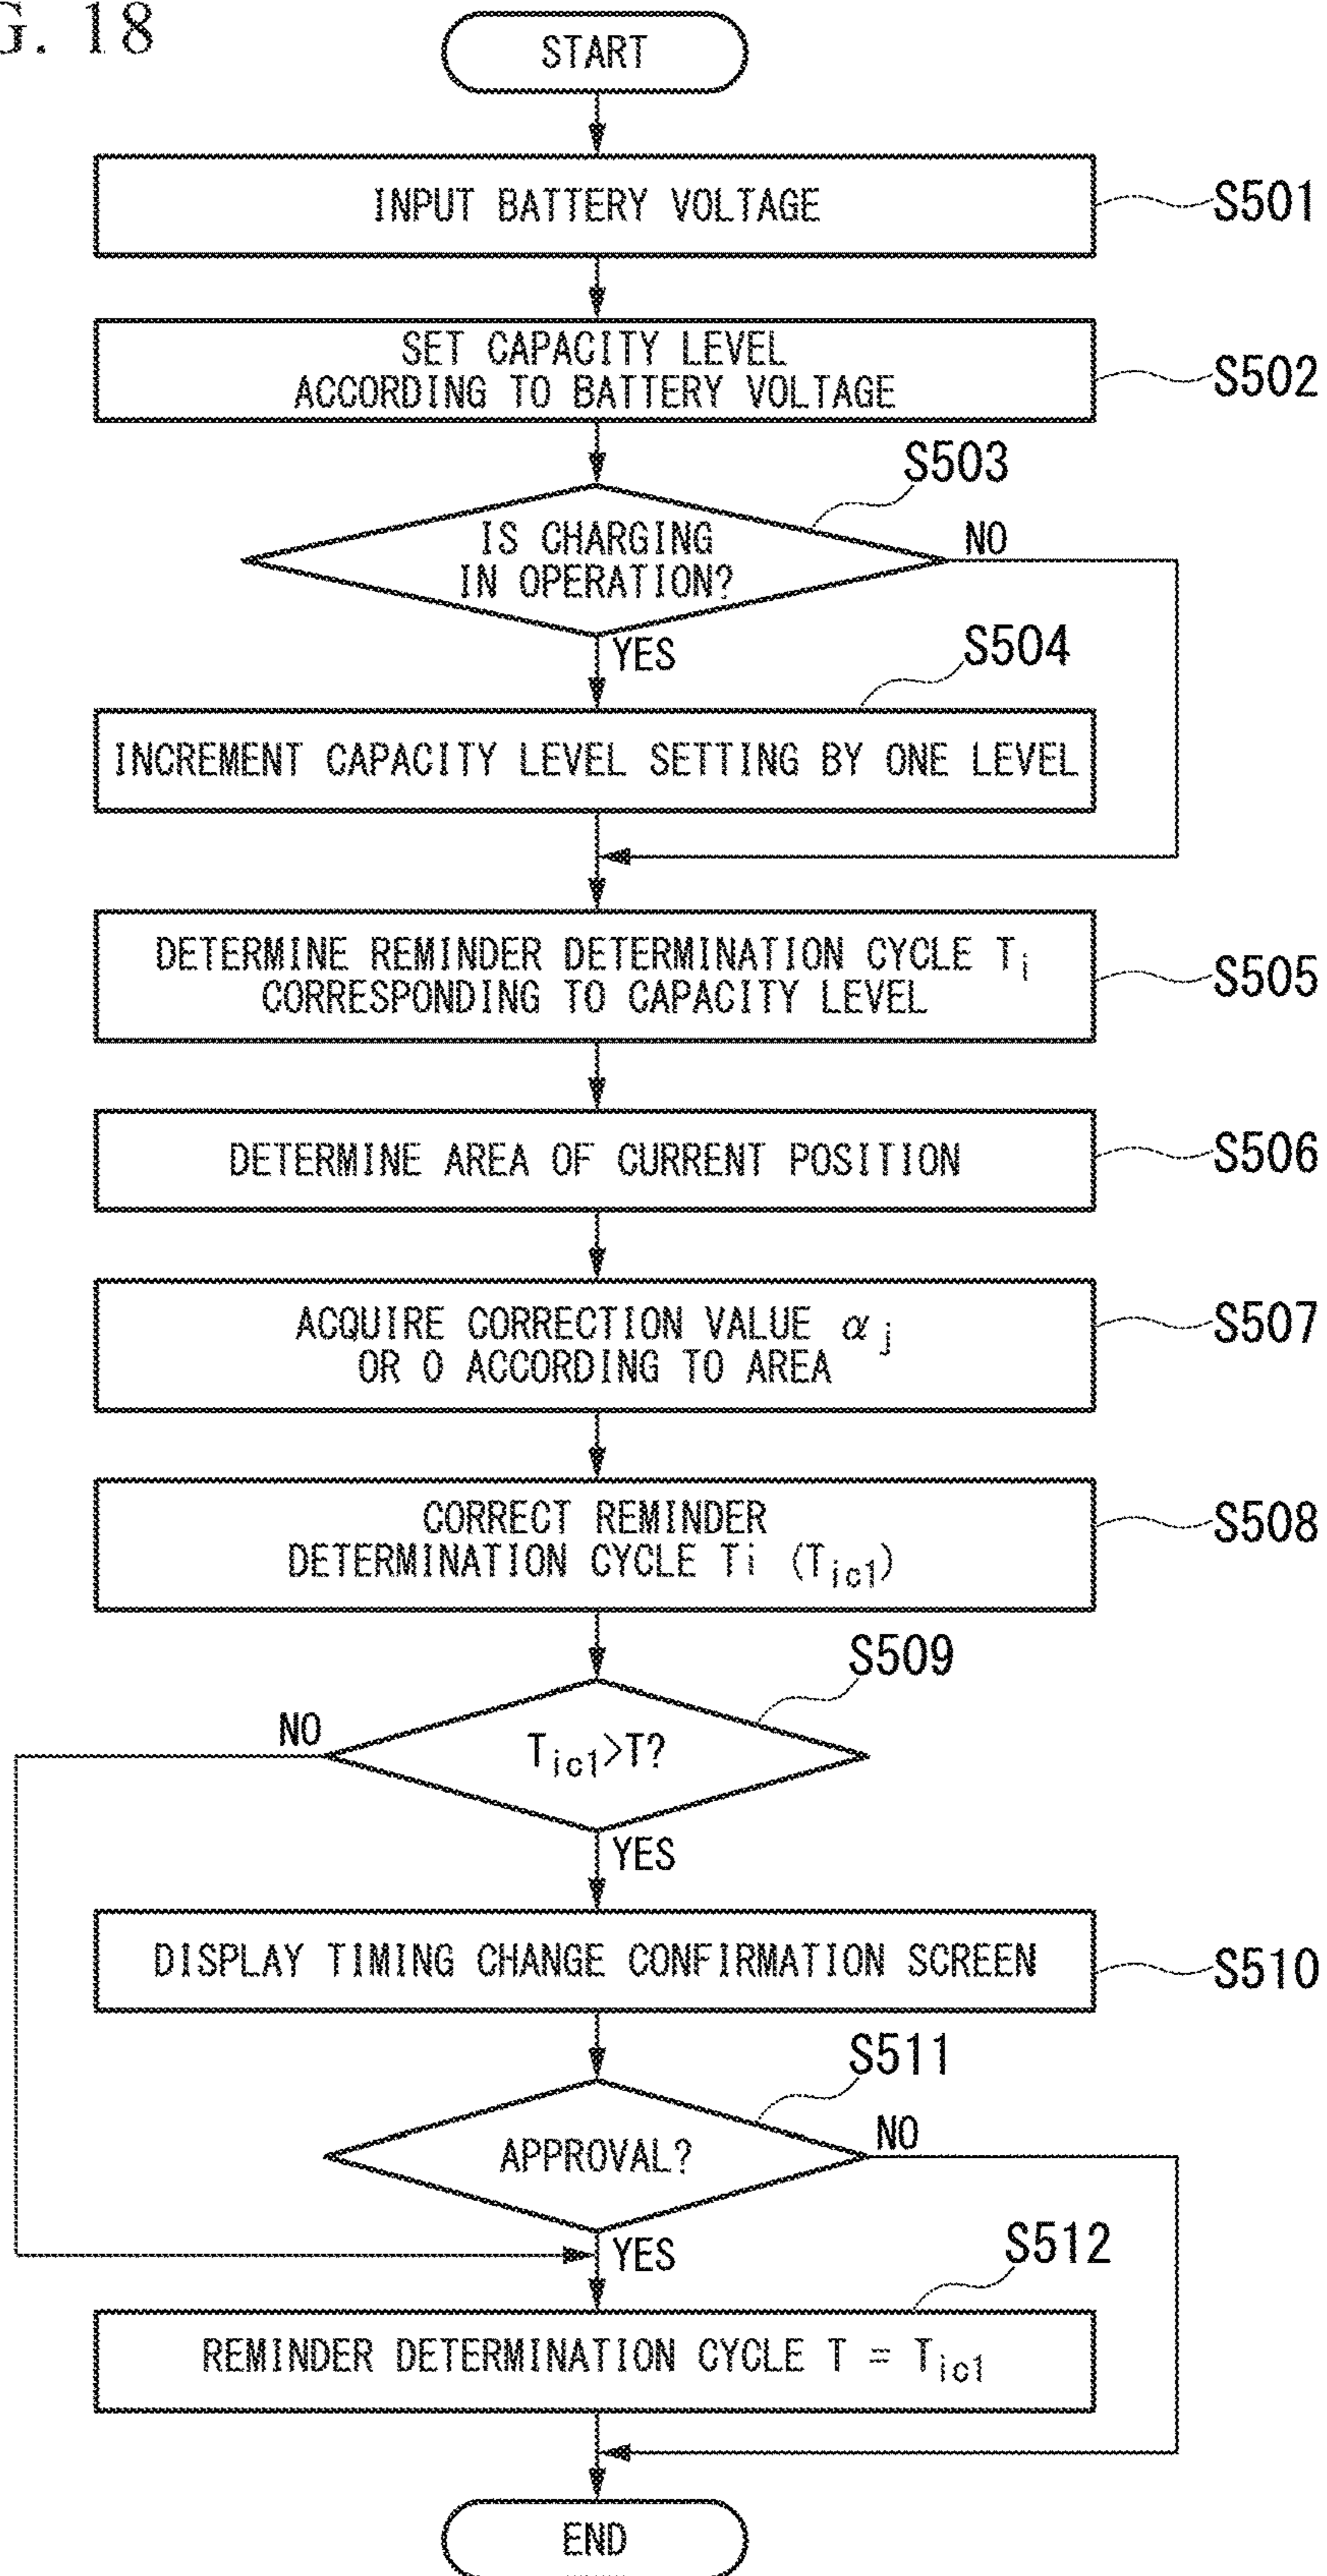 G. 18
START
INPUT BATTERY VOLTAGE
S501
SET CAPACITY LEVEL
ACCORDING TO BATTERY VOLTAGE
S502
S503
IS CHARGING
IN OPERATION?
NO
YES
S504
INCREMENT CAPACITY LEVEL SETTING BY ONE LEVEL
DETERMINE REMINDER DETERMINATION CYCLE Ti
CORRESPONDING TO CAPACITY LEVEL
S505
DETERMINE AREA OF CURRENT POSITION
S506
ACQUIRE CORRECTION VALUE αj
OR 0 ACCORDING TO AREA
S507
CORRECT REMINDER
DETERMINATION CYCLE Ti (Tic1)
S508
S509
NO
Tic1>T?
YES
DISPLAY TIMING CHANGE CONFIRMATION SCREEN
S510
S511
APPROVAL?
NO
YES
S512
REMINDER DETERMINATION CYCLE T = Tic1
END